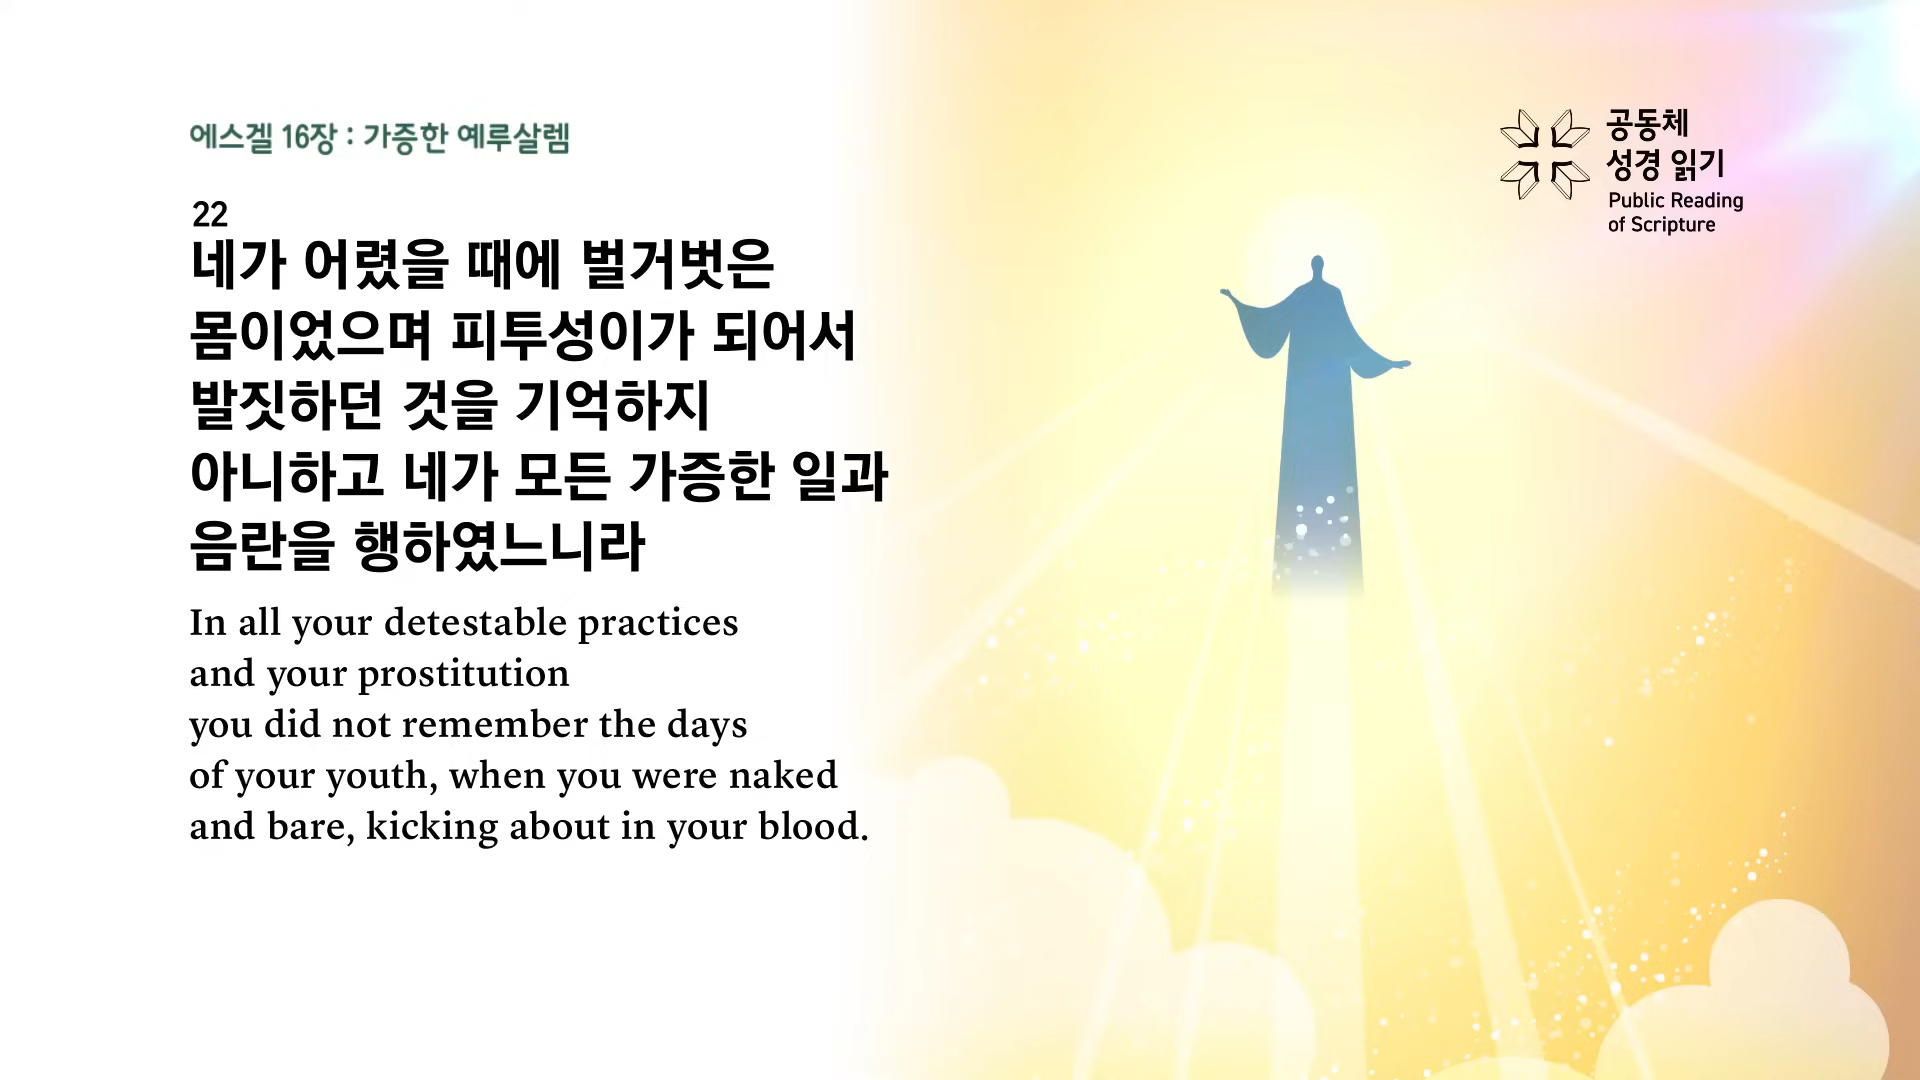 에스겔 16장 : 가증한 예루살렘
22
네가 어렸을 때에 벌거벗은
몸이었으며 피투성이가 되어서
발짓하던 것을 기억하지
아니하고 네가 모든 가증한 일과
음란을 행하였느니라
In all your detestable practices
and your prostitution
you did not remember the days
of your youth, when you were naked
and bare, kicking about in your blood.
공동체
성경 읽기
Public Reading
of Scripture